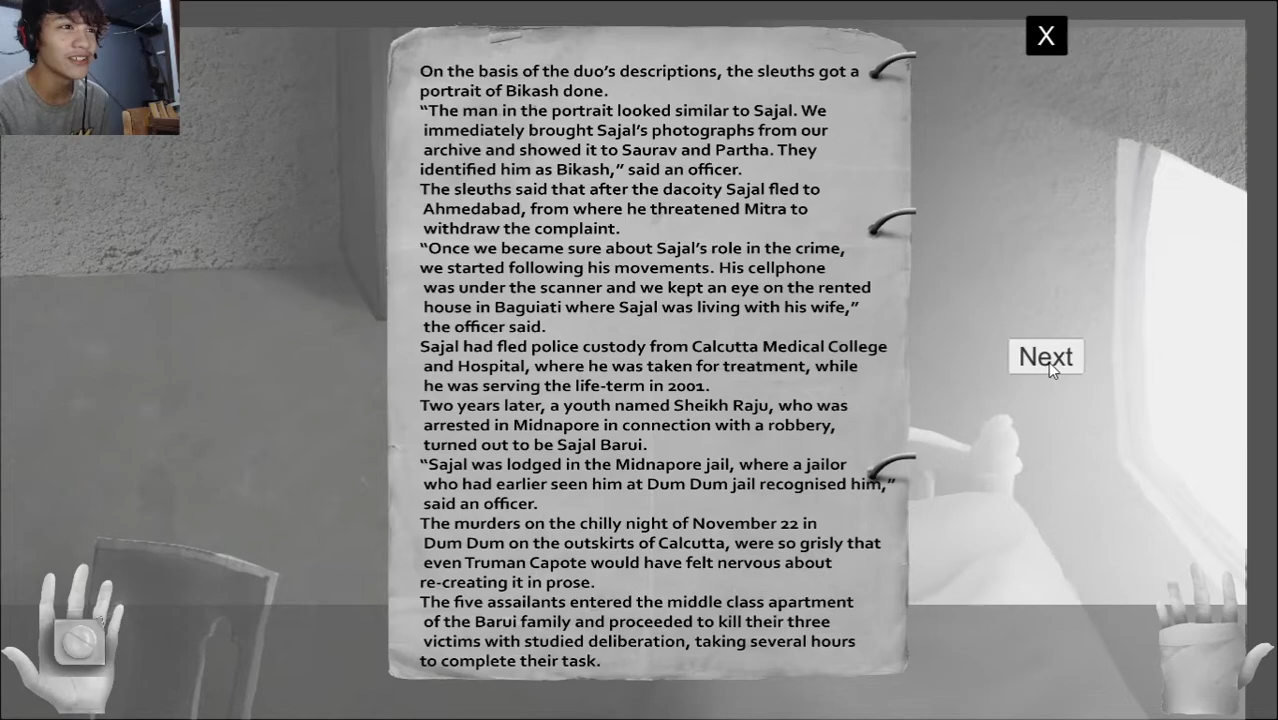 X
On the basis of the duo's descriptions, the sleuths got a
portrait of Bikash done.
“The man in the portrait looked similar to Sajal. We
immediately brought Sajal's photographs from our
archive and showed it to Saurav and Partha. They
identified him as Bikash,” said an officer.
The sleuths said that after the dacoity Sajal fled to
Ahmedabad, from where he threatened Mitra to
withdraw the complaint.
“Once we became sure about Sajal's role in the crime,
we started following his movements. His cellphone
was under the scanner and we kept an eye on the rented
house in Baguiati where Sajal was living with his wife,”
the officer said.
Sajal had fled police custody from Calcutta Medical College
and Hospital, where he was taken for treatment, while
he was serving the life-term in 2001.
Two years later, a youth named Sheikh Raju, who was
arrested in Midnapore in connection with a robbery,
turned out to be Sajal Barui.
“Sajal was lodged in the Midnapore jail, where a jailor
who had earlier seen him at Dum Dum jail recognised him,”
said an officer.
The murders on the chilly night of November 22 in
Dum Dum on the outskirts of Calcutta, were so grisly that
even Truman Capote would have felt nervous about
re-creating it in prose.
The five assailants entered the middle class apartment
of the Barui family and proceeded to kill their three
victims with studied deliberation, taking several hours
to complete their task.
Next